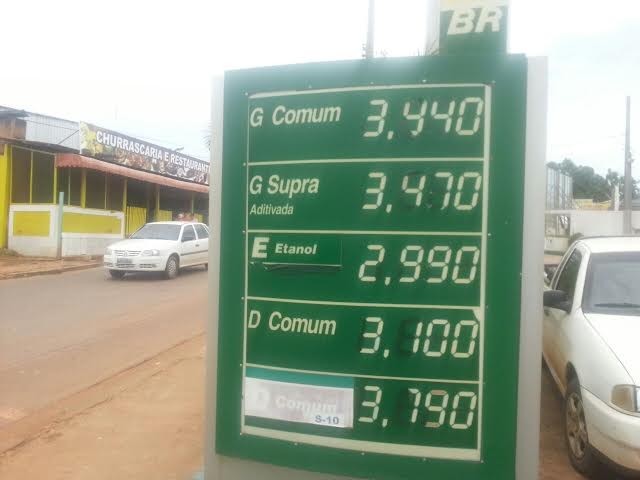 BR
CHURRASCARIA E RESTAURANTE
G Comum 3,440
G Supra 3,470
Aditivada
E Etanol 2,990
D Comum 3,100
D Comum 3,790
S-10